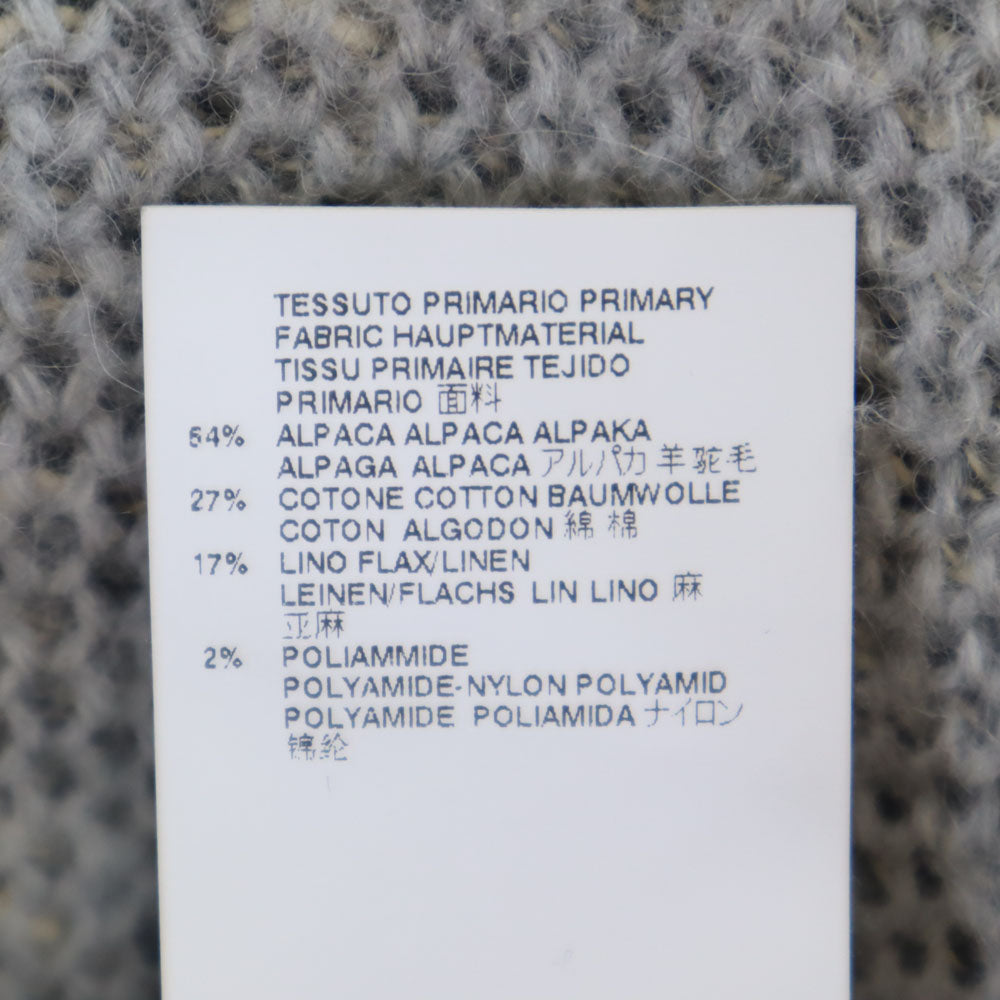 TESSUTO PRIMARIO PRIMARY
FABRIC HAUPTMATERIAL
TISSU PRIMAIRE TEJIDO
PRIMARIO 面料
54% ALPACA ALPACA ALPAKA
ALPAGA ALPACA アルパカ 羊驼毛
27% COTONE COTTON BAUMWOLLE
COTON ALGODON 綿 棉
17% LINO FLAX/LINEN
LEINEN/FLACHS LIN LINO 麻
亚麻
2% POLIAMMIDE
POLYAMIDE-NYLON POLYAMID
POLYAMIDE POLIAMIDA ナイロン
锦纶